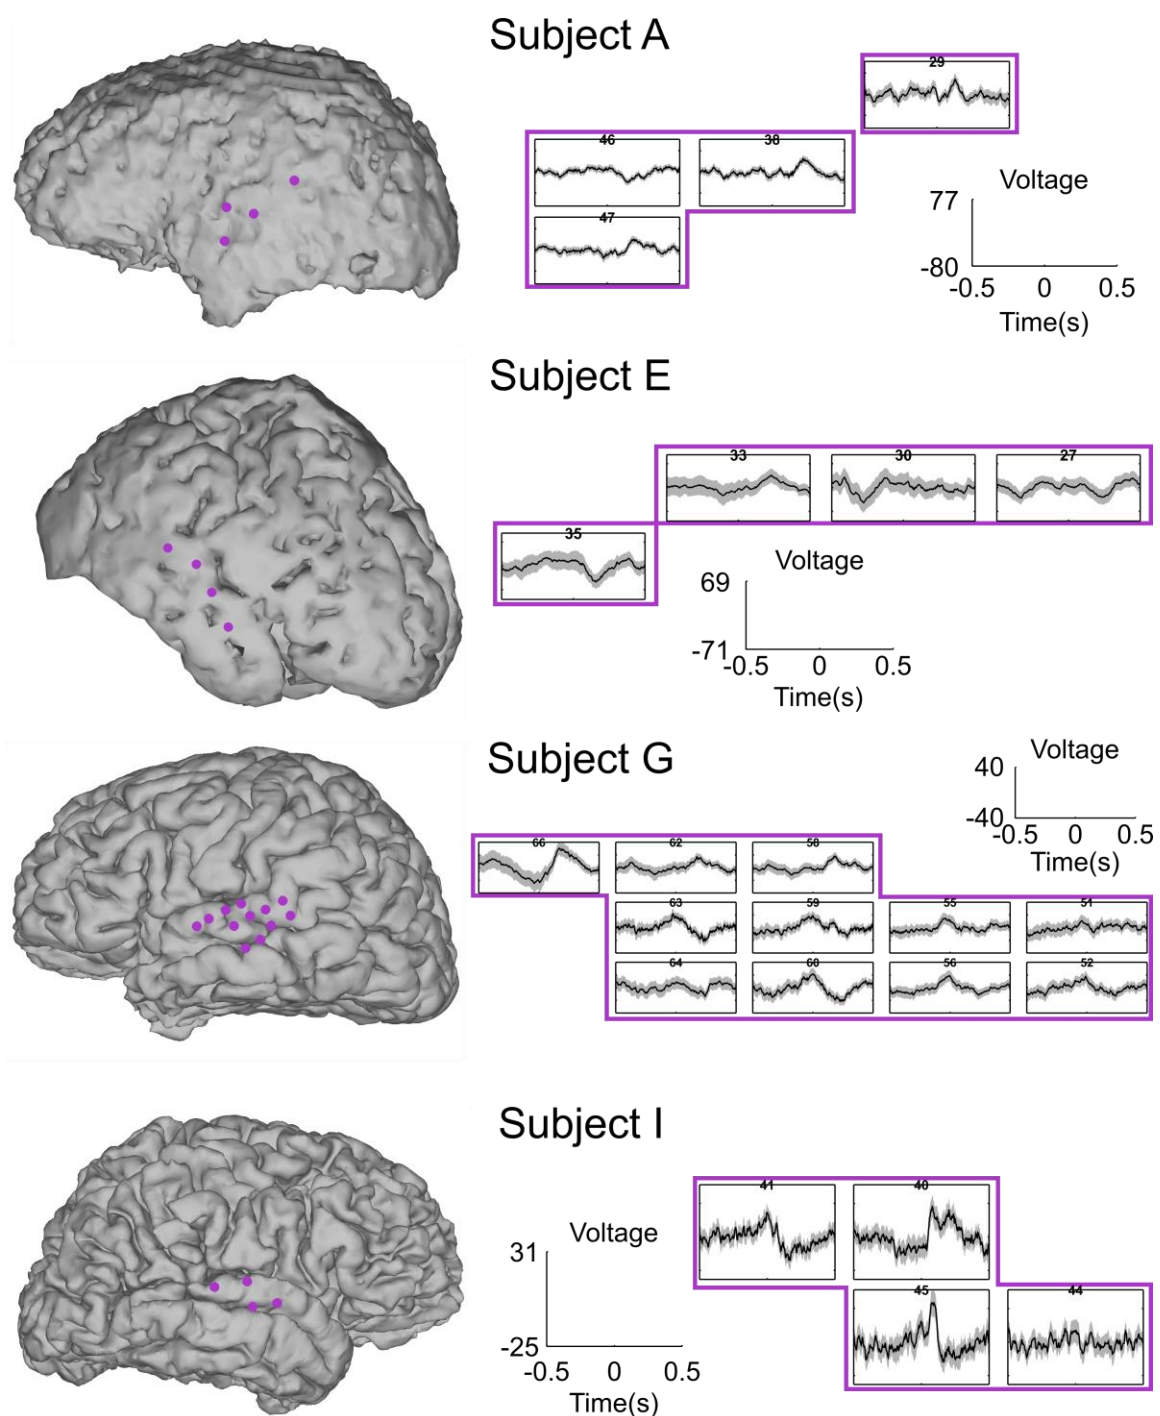 Subject A
29
46 38
47
Voltage
77
-80
-0.5 0 0.5
Time(s)
Subject E
33 30 27
35
Voltage
69
-71
-0.5 0 0.5
Time(s)
Subject G
Voltage
40
-40
-0.5 0 0.5
Time(s)
66 62 58
63 59 55 51
64 60 56 52
Subject I
41 40
Voltage
31
45 44
-25
-0.5 0 0.5
Time(s)